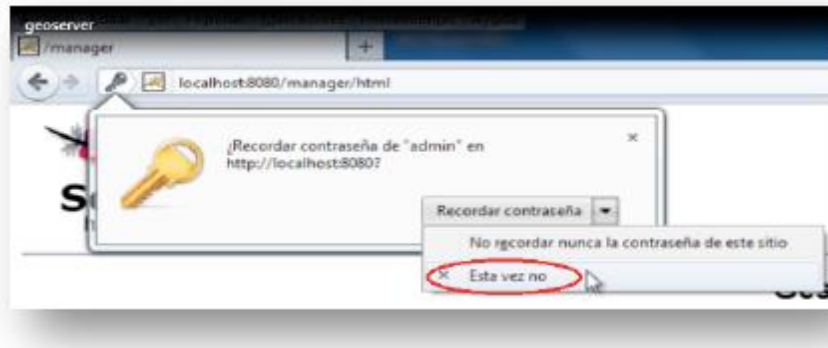 geoserver
/manager
+
localhost:8080/manager/html
¿Recordar contraseña de "admin" en
http://localhost:8080?
×
Recordar contraseña
No recordar nunca la contraseña de este sitio
× Esta vez no